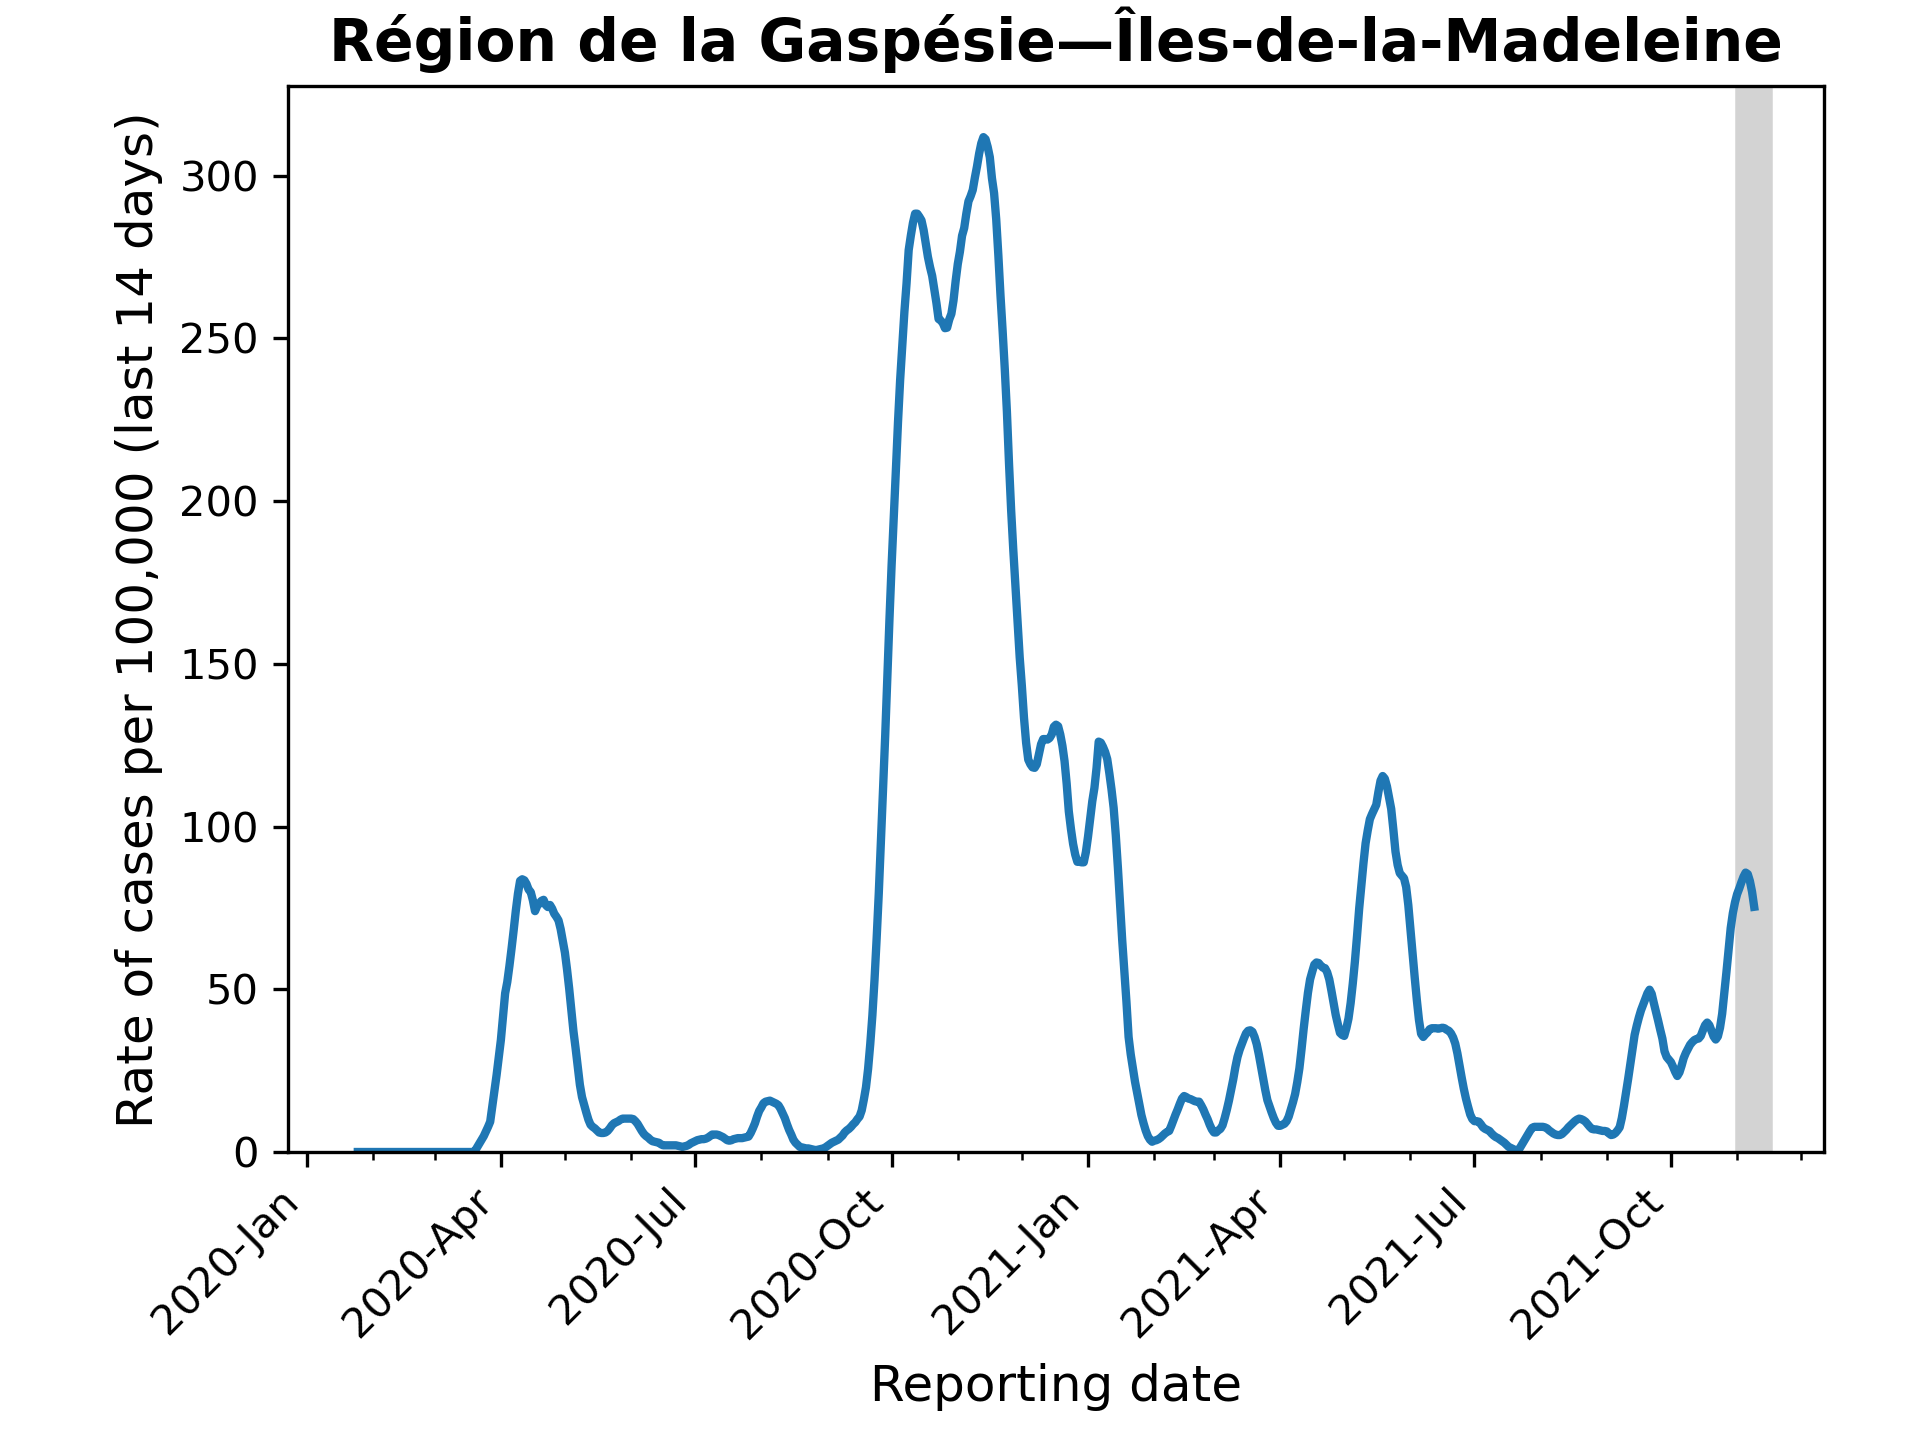 Région de la Gaspésie—Îles-de-la-Madeleine
Rate of cases per 100,000 (last 14 days)
300
250
200
150
100
50
0
2020-Jan
2020-Apr
2020-Jul
2020-Oct
2021-Jan
2021-Apr
2021-Jul
2021-Oct
Reporting date